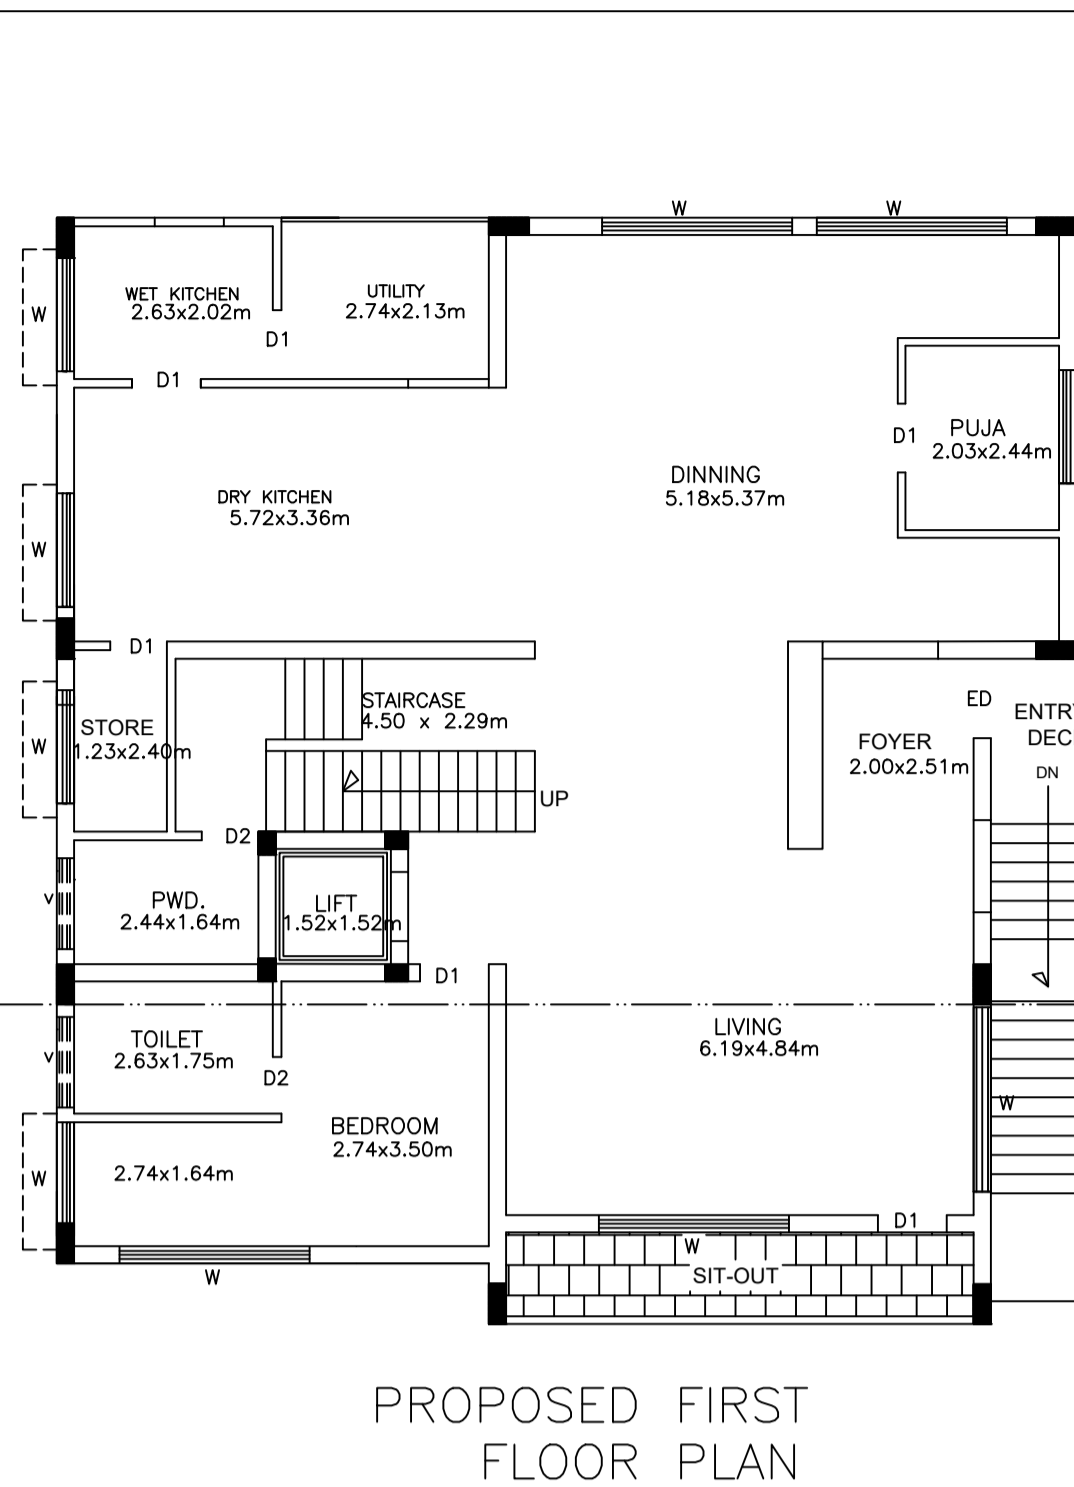 W
W
WET KITCHEN
2.63x2.02m
UTILITY
2.74x2.13m
W
D1
D1
D1
PUJA
2.03x2.44m
DINNING
5.18x5.37m
DRY KITCHEN
5.72x3.36m
W
D1
STAIRCASE
4.50 x 2.29m
ED
STORE
1.23x2.40m
W
FOYER
2.00x2.51m
DN
UP
D2
PWD.
2.44x1.64m
V
LIFT
1.52x1.52m
D1
TOILET
2.63x1.75m
V
D2
LIVING
6.19x4.84m
W
BEDROOM
2.74x3.50m
2.74x1.64m
W
D1
W
W
SIT-OUT
PROPOSED FIRST
FLOOR PLAN